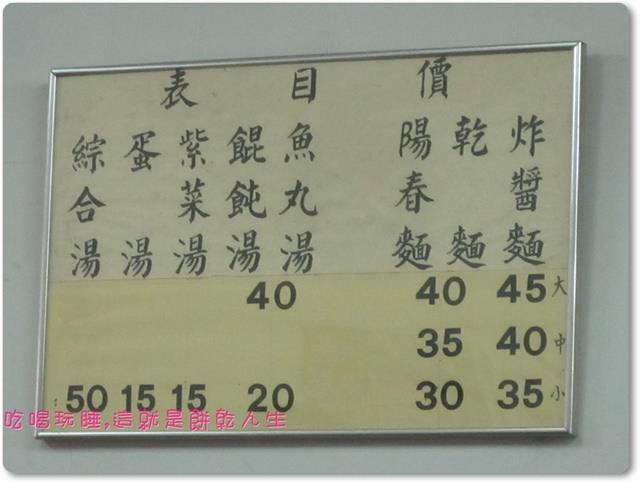 價目表
炸醬麵
乾麵
陽春麵
魚丸湯
餛飩湯
紫菜湯
蛋湯
綜合湯
40 40 45 大
35 40 中
50 15 15 20 30 35 小
吃喝玩睡,這就是餅乾人生